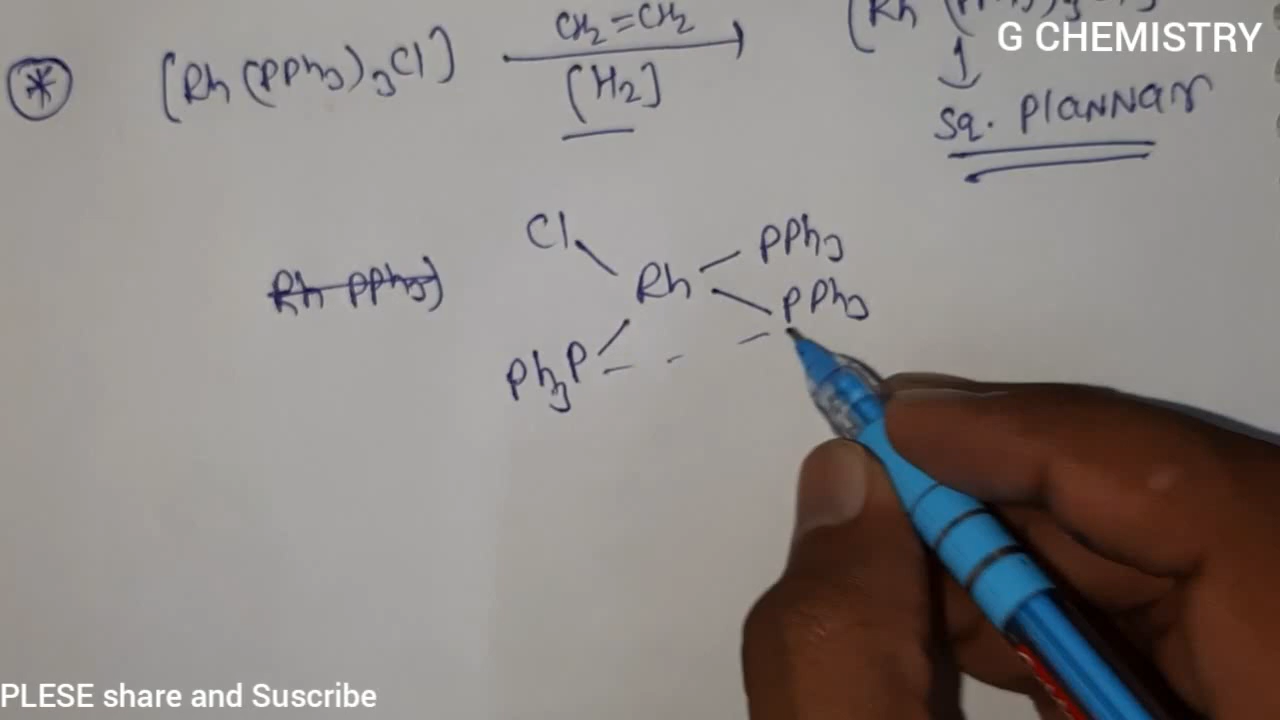 CH2=CH2
(*) [Rh(PPh3)3Cl] →
[H2]
G CHEMISTRY
↓
Sq. PlaNNar
Cl
PPh3
Rh PPh3)
Rh
PPh3
Ph3P
PLESE share and Suscribe